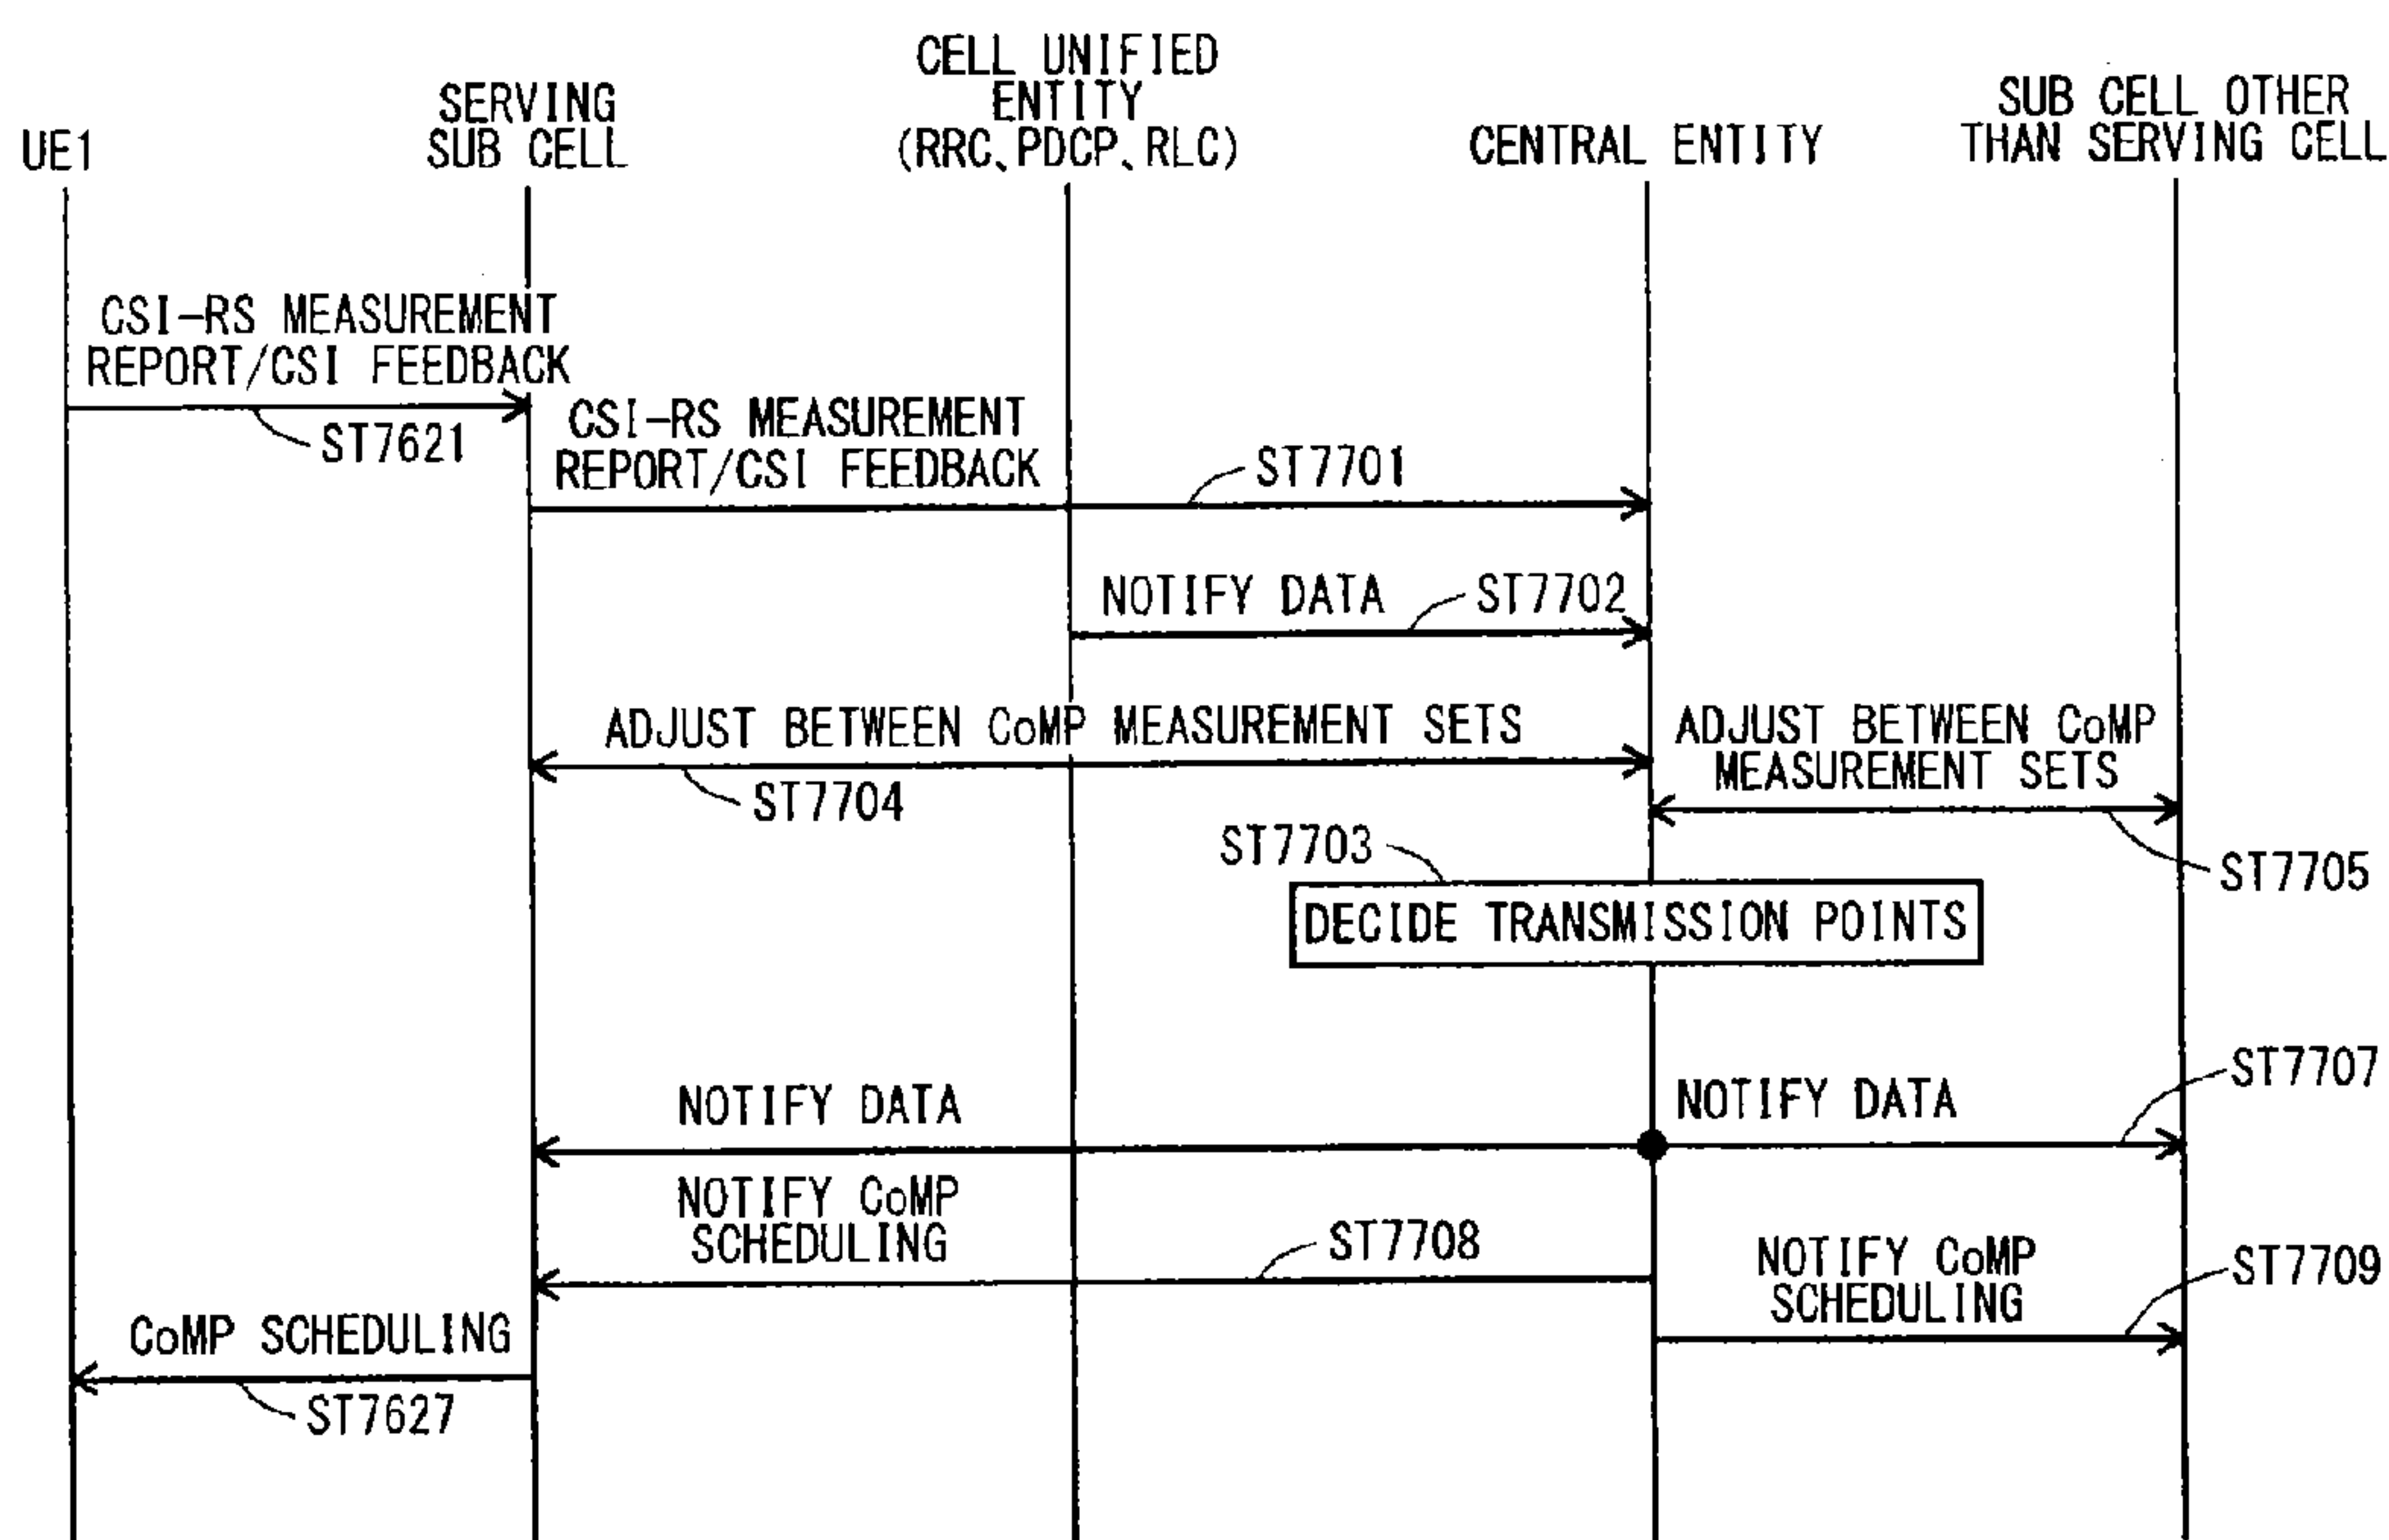 UE1
SERVING
SUB CELL
CELL UNIFIED
ENTITY
(RRC、PDCP、RLC)
CENTRAL ENTITY
SUB CELL OTHER
THAN SERVING CELL
CSI-RS MEASUREMENT
REPORT/CSI FEEDBACK
ST7621
CSI-RS MEASUREMENT
REPORT/CSI FEEDBACK
ST7701
NOTIFY DATA
ST7702
ADJUST BETWEEN CoMP MEASUREMENT SETS
ST7704
ADJUST BETWEEN CoMP
MEASUREMENT SETS
ST7705
ST7703
DECIDE TRANSMISSION POINTS
NOTIFY DATA
NOTIFY DATA
ST7707
NOTIFY CoMP
SCHEDULING
ST7708
NOTIFY CoMP
SCHEDULING
ST7709
CoMP SCHEDULING
ST7627